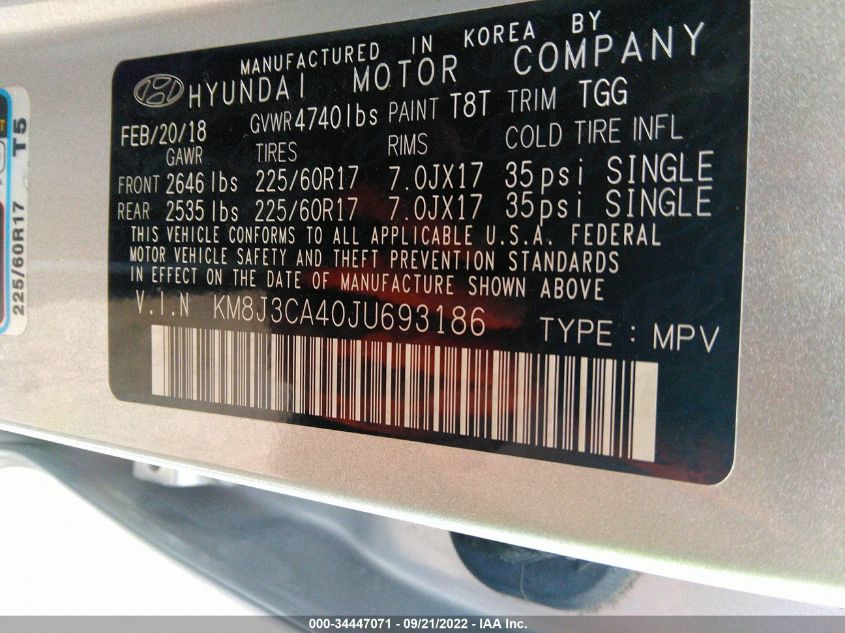 MANUFACTURED IN KOREA BY
HYUNDAI MOTOR COMPANY
FEB/20/18 GVWR 4740lbs PAINT T8T TRIM TGG
GAWR TIRES RIMS COLD TIRE INFL
FRONT 2646 lbs 225/60R17 7.0JX17 35psi SINGLE
REAR 2535 lbs 225/60R17 7.0JX17 35psi SINGLE
THIS VEHICLE CONFORMS TO ALL APPLICABLE U.S.A. FEDERAL
MOTOR VEHICLE SAFETY AND THEFT PREVENTION STANDARDS
IN EFFECT ON THE DATE OF MANUFACTURE SHOWN ABOVE
V.I.N KM8J3CA40JU693186 TYPE : MPV
225/60R17 T5
000-34447071 - 09/21/2022 - IAA Inc.